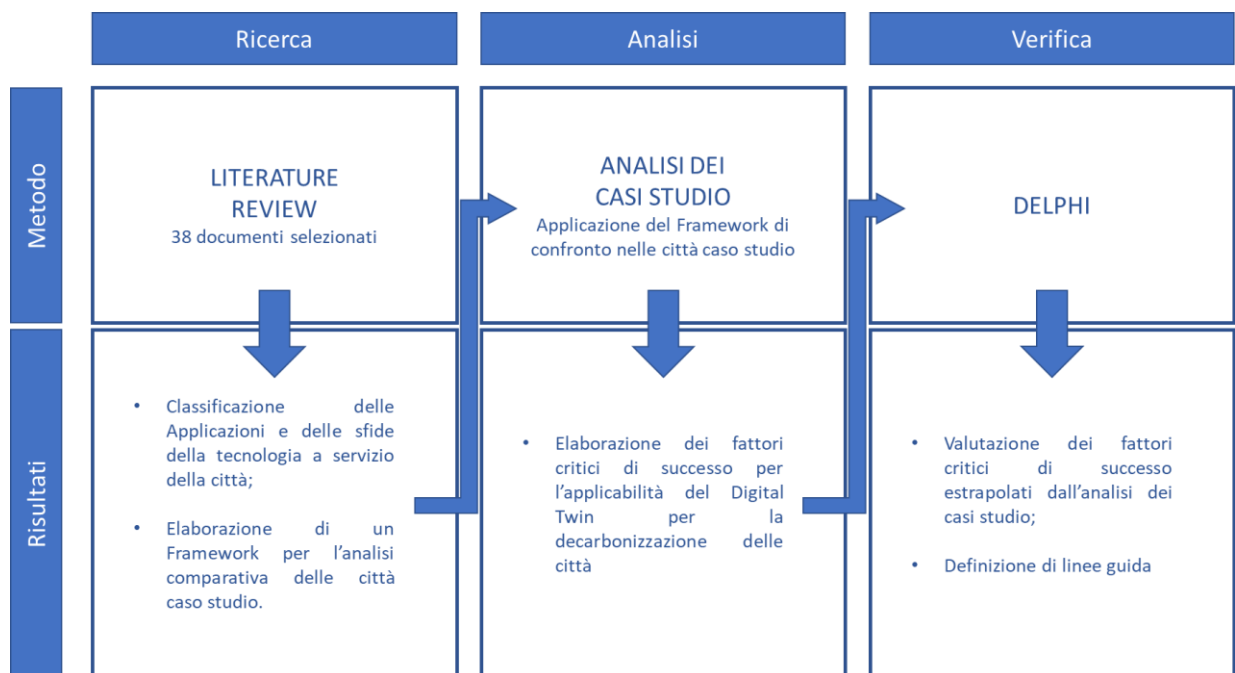 Ricerca
Analisi
Verifica
Metodo
LITERATURE
REVIEW
38 documenti selezionati
ANALISI DEI
CASI STUDIO
Applicazione del Framework di
confronto nelle città caso studio
DELPHI
Risultati
• Classificazione delle
Applicazioni e delle sfide
della tecnologia a servizio
della città;
• Elaborazione di un
Framework per l'analisi
comparativa delle città
caso studio.
• Elaborazione dei fattori
critici di successo per
l'applicabilità del Digital
Twin per la
decarbonizzazione delle
città
• Valutazione dei fattori
critici di successo
estrapolati dall'analisi dei
casi studio;
• Definizione di linee guida